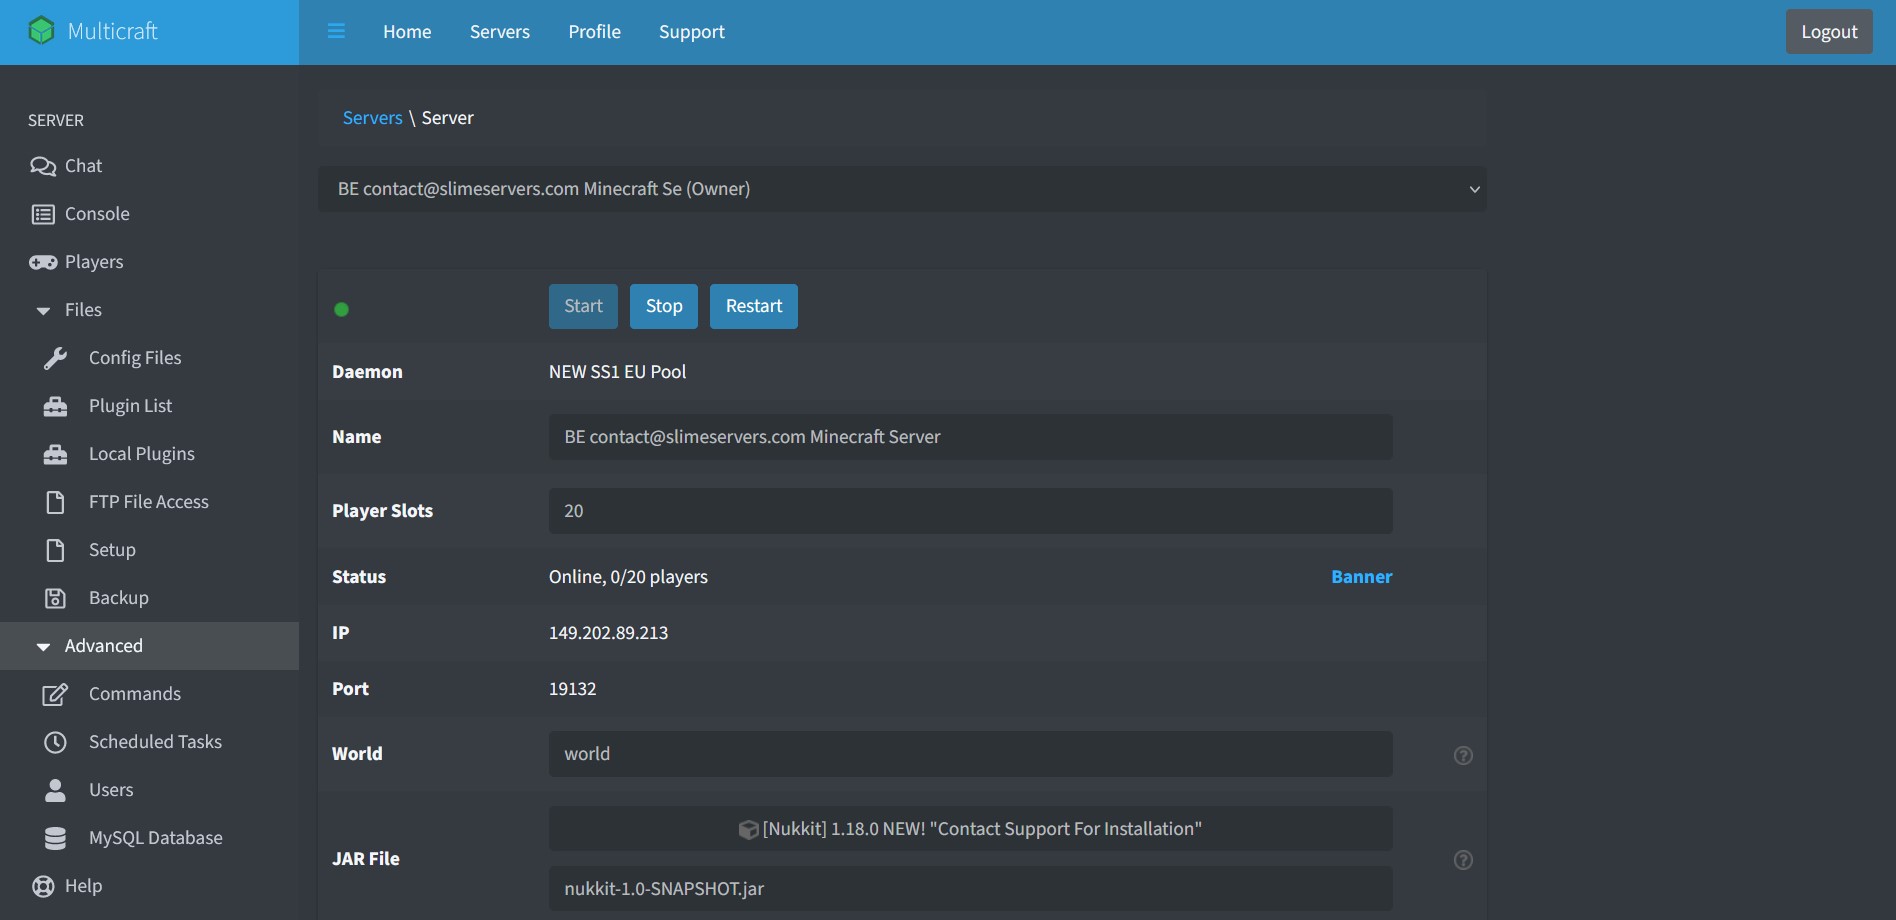 Multicraft
Home Servers Profile Support Logout
SERVER
Chat
Console
Players
Files
Config Files
Plugin List
Local Plugins
FTP File Access
Setup
Backup
Advanced
Commands
Scheduled Tasks
Users
MySQL Database
Help
Servers \ Server
BE contact@slimeservers.com Minecraft Se (Owner)
Start Stop Restart
Daemon NEW SS1 EU Pool
Name BE contact@slimeservers.com Minecraft Server
Player Slots 20
Status Online, 0/20 players Banner
IP 149.202.89.213
Port 19132
World world
JAR File [Nukkit] 1.18.0 NEW! "Contact Support For Installation"
nukkit-1.0-SNAPSHOT.jar